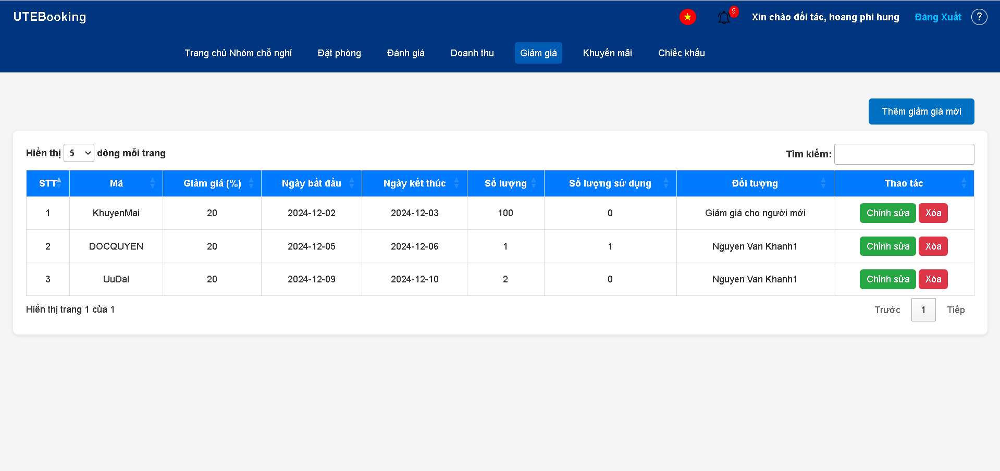 UTEBooking 9 Xin chào đối tác, hoang phi hung Đăng Xuất ?
Trang chủ Nhóm chỗ nghỉ Đặt phòng Đánh giá Doanh thu Giảm giá Khuyến mãi Chiếc khấu
Thêm giảm giá mới
Hiển thị 5 dòng mỗi trang Tìm kiếm:
STT Mã Giảm giá (%) Ngày bắt đầu Ngày kết thúc Số lượng Số lượng sử dụng Đối tượng Thao tác
1 KhuyenMai 20 2024-12-02 2024-12-03 100 0 Giảm giá cho người mới Chỉnh sửa Xóa
2 DOCQUYEN 20 2024-12-05 2024-12-06 1 1 Nguyen Van Khanh1 Chỉnh sửa Xóa
3 UuDai 20 2024-12-09 2024-12-10 2 0 Nguyen Van Khanh1 Chỉnh sửa Xóa
Hiển thị trang 1 của 1 Trước 1 Tiếp